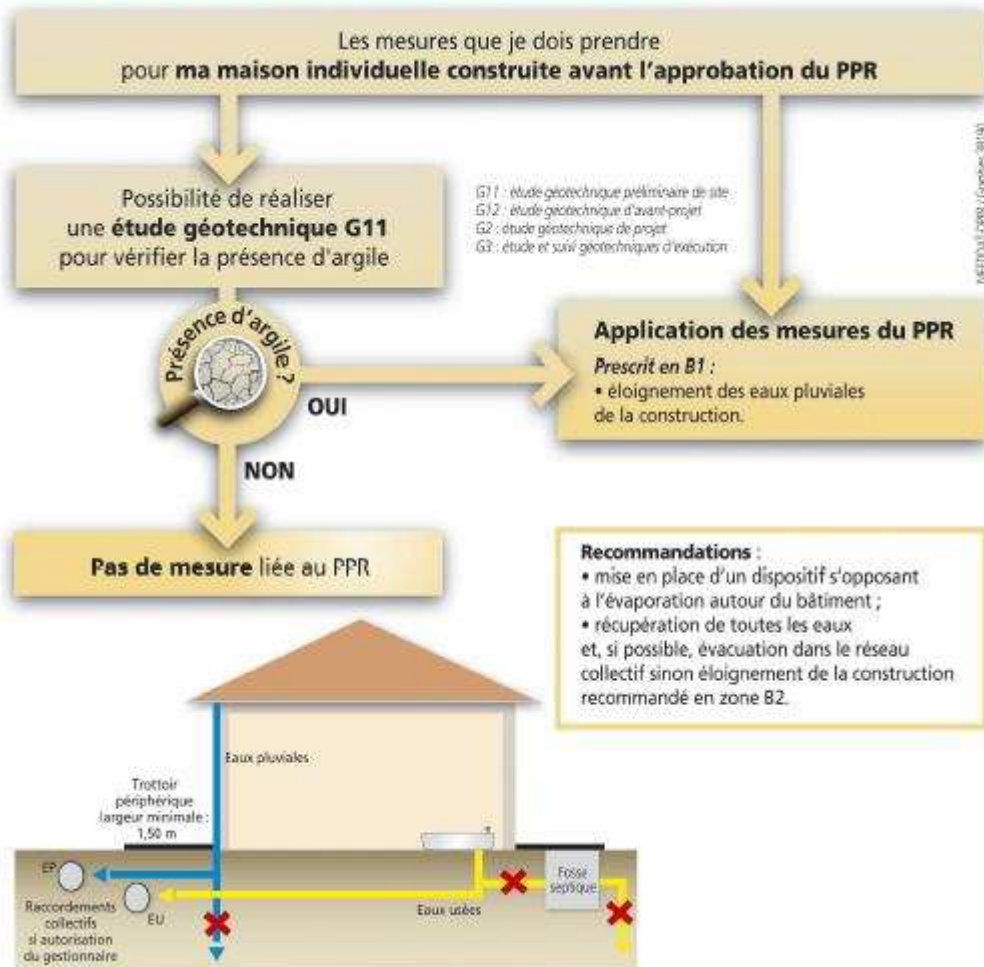 Les mesures que je dois prendre
pour ma maison individuelle construite avant l'approbation du PPR
Possibilité de réaliser
une étude géotechnique G11
pour vérifier la présence d'argile
G11 : étude géotechnique préliminaire de site
G12 : étude géotechnique d'avant-projet
G2 : étude géotechnique de projet
G3 : étude et suivi géotechniques d'exécution
Présence d'argile ?
OUI
NON
Application des mesures du PPR
Prescrit en B1 :
• éloignement des eaux pluviales
de la construction.
Pas de mesure liée au PPR
Recommandations :
• mise en place d'un dispositif s'opposant
à l'évaporation autour du bâtiment ;
• récupération de toutes les eaux
et, si possible, évacuation dans le réseau
collectif sinon éloignement de la construction
recommandé en zone B2.
Eaux pluviales
Trottoir
périphérique
largeur minimale :
1,50 m
EP
EU
Raccordements
collectifs
si autorisation
du gestionnaire
Eaux usées
Fosse
septique